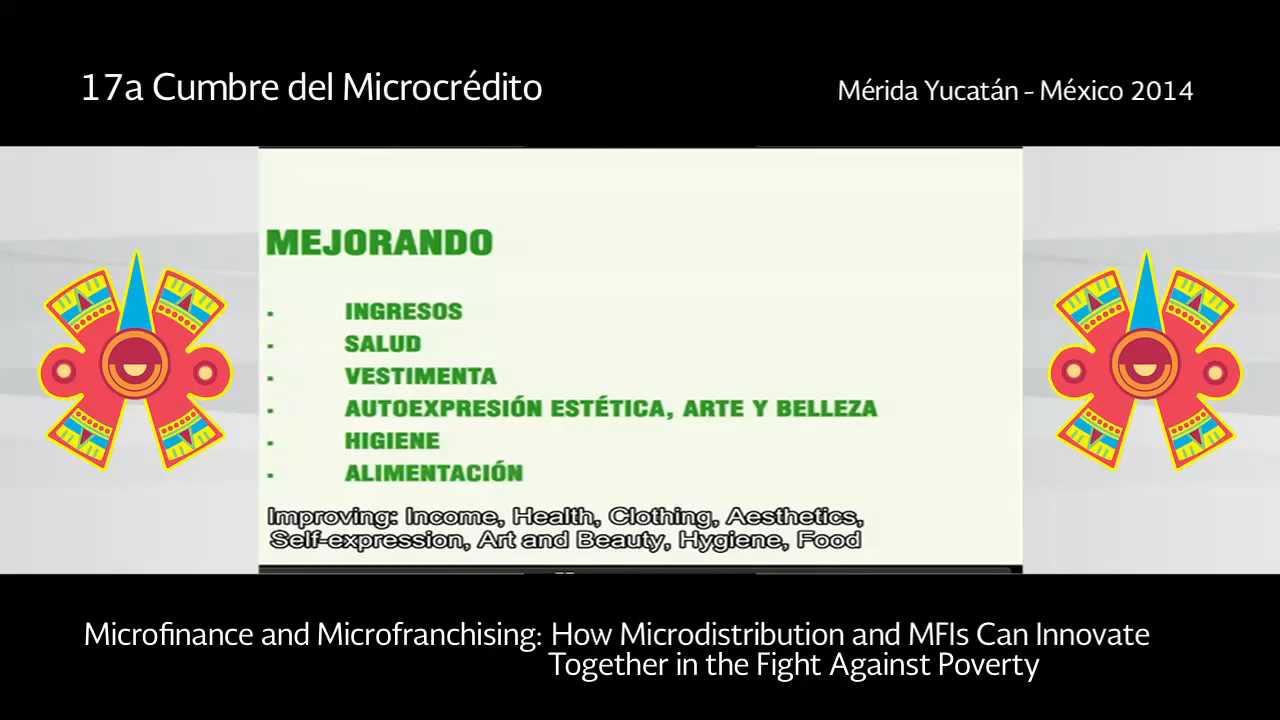 17a Cumbre del Microcrédito
Mérida Yucatán - México 2014
MEJORANDO
- INGRESOS
- SALUD
- VESTIMENTA
- AUTOEXPRESIÓN ESTÉTICA, ARTE Y BELLEZA
- HIGIENE
- ALIMENTACIÓN
Improving: Income, Health, Clothing, Aesthetics,
Self-expression, Art and Beauty, Hygiene, Food
Microfinance and Microfranchising: How Microdistribution and MFIs Can Innovate
Together in the Fight Against Poverty